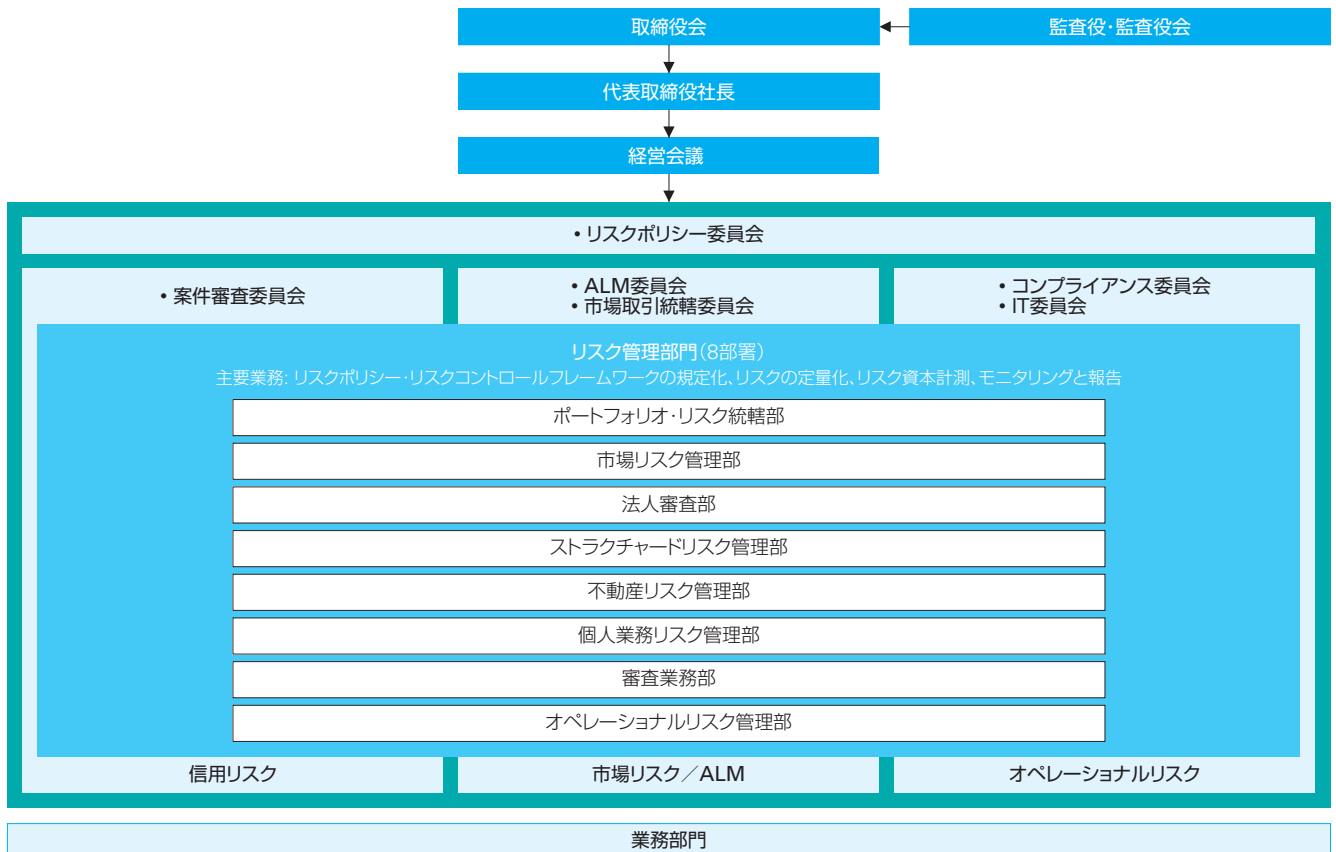 取締役会
監査役・監査役会
代表取締役社長
経営会議
• リスクポリシー委員会
• 案件審査委員会
• ALM委員会
• 市場取引統轄委員会
• コンプライアンス委員会
• IT委員会
リスク管理部門(8部署)
主要業務: リスクポリシー・リスクコントロールフレームワークの規定化、リスクの定量化、リスク資本計測、モニタリングと報告
ポートフォリオ・リスク統轄部
市場リスク管理部
法人審査部
ストラクチャードリスク管理部
不動産リスク管理部
個人業務リスク管理部
審査業務部
オペレーショナルリスク管理部
信用リスク
市場リスク/ALM
オペレーショナルリスク
業務部門